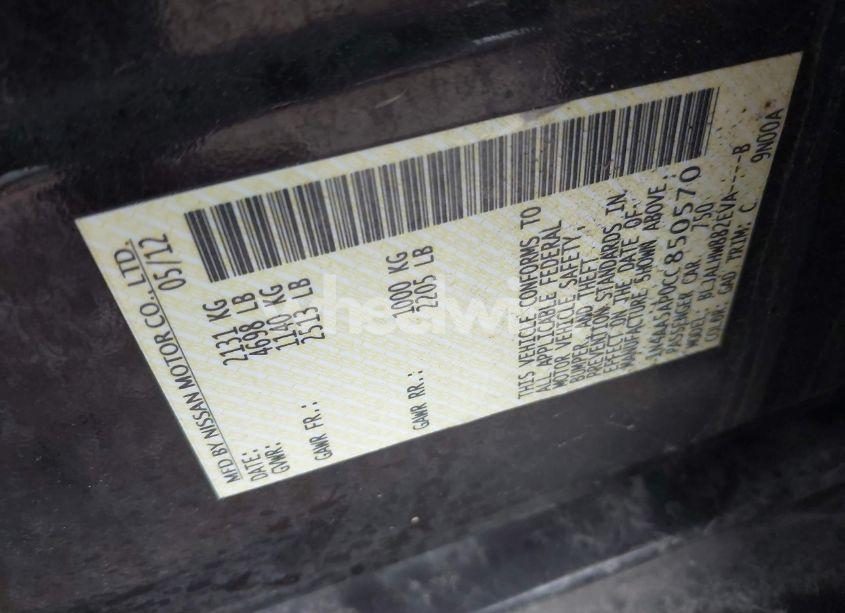 MFD BY NISSAN MOTOR CO., LTD.
DATE: 05/12
GVWR: 2131 KG
4698 LB
GAWR FR.: 1140 KG
2513 LB
GAWR RR.: 1000 KG
2205 LB
THIS VEHICLE CONFORMS TO
ALL APPLICABLE FEDERAL
MOTOR VEHICLE SAFETY,
BUMPER, AND THEFT
PREVENTION STANDARDS IN
EFFECT ON THE DATE OF
MANUFACTURE SHOWN ABOVE.
JN4AA5AP0CC850570
PASSENGER CAR 750
MODEL: BCJALHW882EVA-----B
COLOR: GAD TRIM: C 9N00A